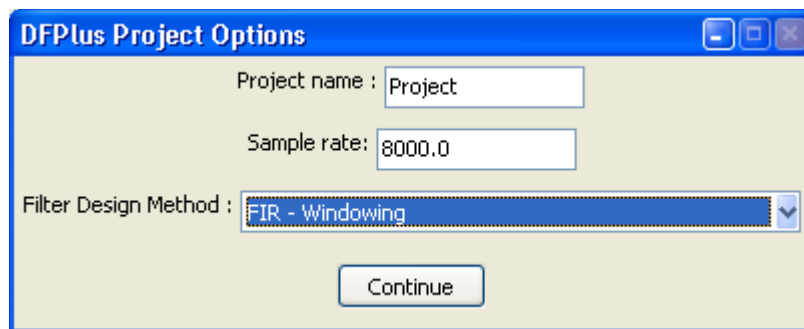 DFPlus Project Options
Project name : Project
Sample rate: 8000.0
Filter Design Method : FIR - Windowing
Continue